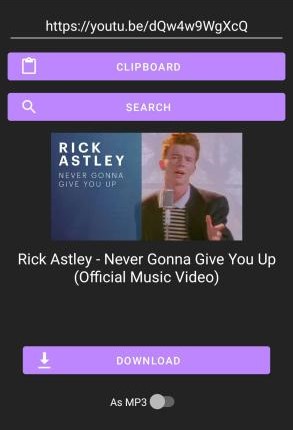 https://youtu.be/dQw4w9WgXcQ
CLIPBOARD
SEARCH
RICK
ASTLEY
NEVER GONNA
GIVE YOU UP
Rick Astley - Never Gonna Give You Up
(Official Music Video)
DOWNLOAD
As MP3